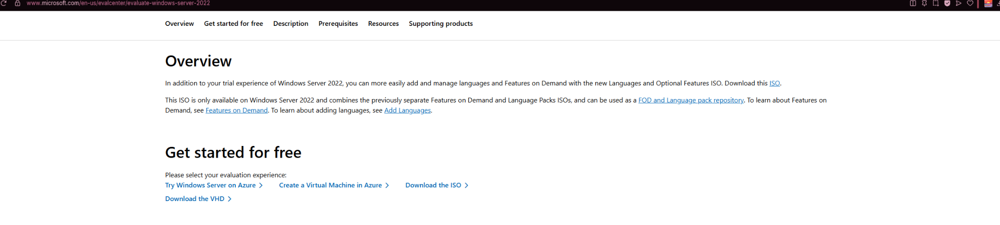 www.microsoft.com/en-us/evalcenter/evaluate-windows-server-2022
Overview Get started for free Description Prerequisites Resources Supporting products
Overview
In addition to your trial experience of Windows Server 2022, you can more easily add and manage languages and Features on Demand with the new Languages and Optional Features ISO. Download this ISO.
This ISO is only available on Windows Server 2022 and combines the previously separate Features on Demand and Language Packs ISOs, and can be used as a FOD and Language pack repository. To learn about Features on
Demand, see Features on Demand. To learn about adding languages, see Add Languages.
Get started for free
Please select your evaluation experience:
Try Windows Server on Azure Create a Virtual Machine in Azure Download the ISO
Download the VHD